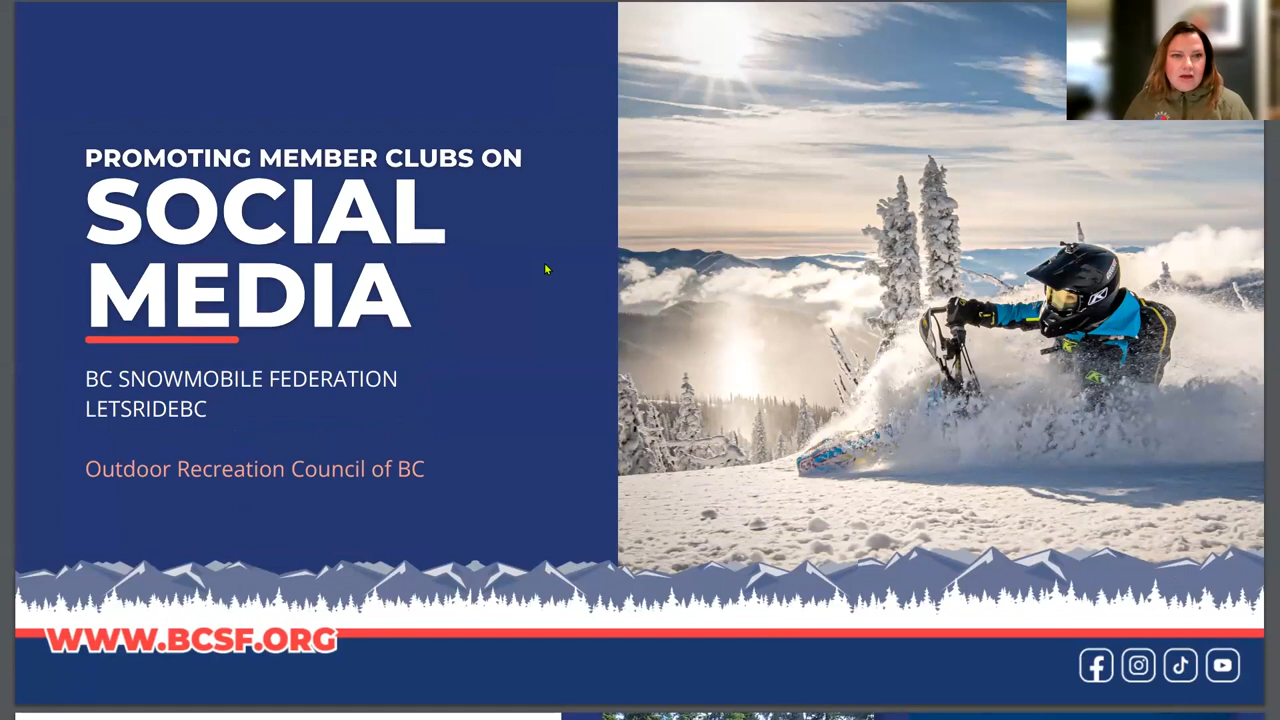 PROMOTING MEMBER CLUBS ON
SOCIAL
MEDIA
BC SNOWMOBILE FEDERATION
LETSRIDEBC
Outdoor Recreation Council of BC
WWW.BCSF.ORG